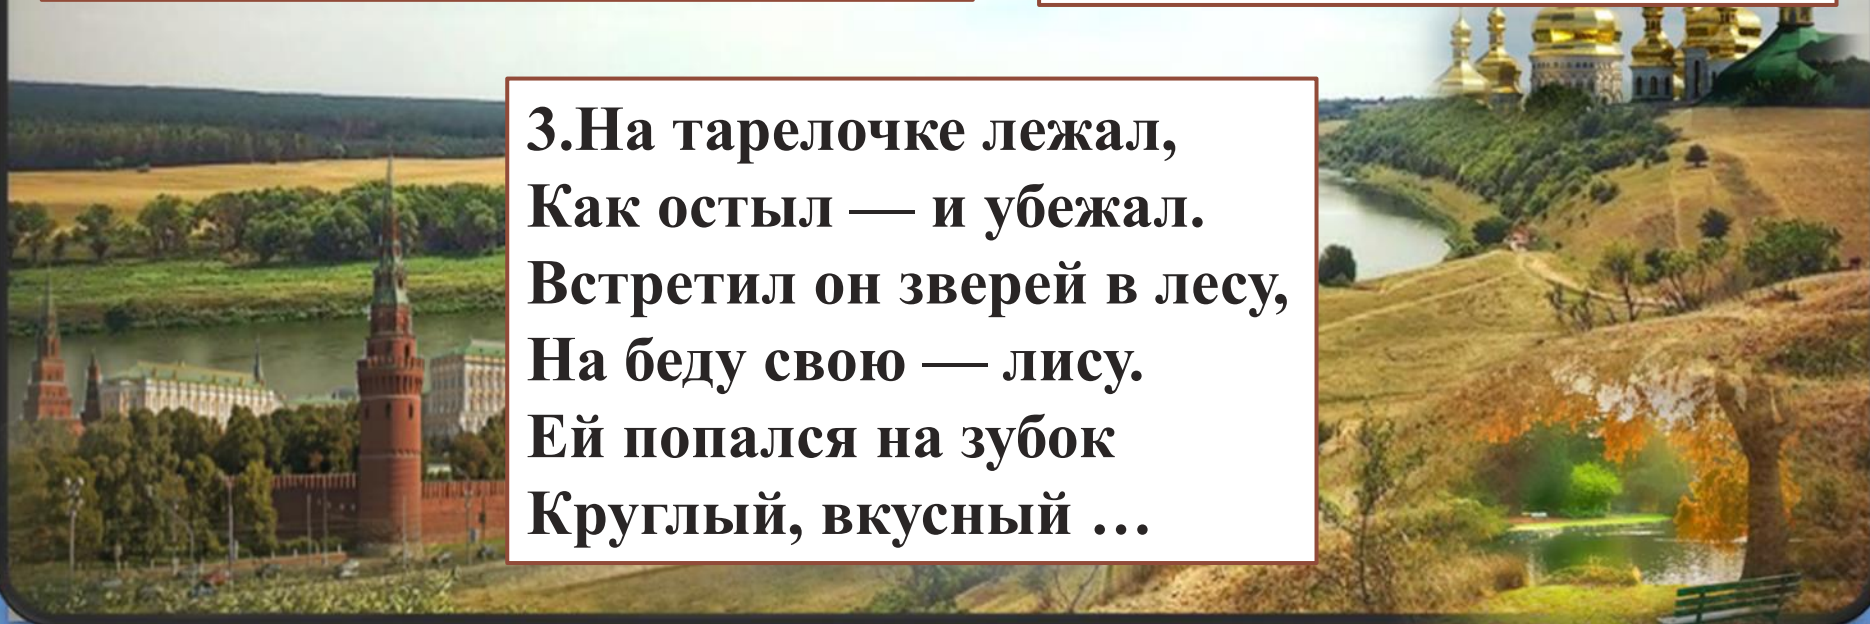 3.На тарелочке лежал,
Как остыл — и убежал.
Встретил он зверей в лесу,
На беду свою — лису.
Ей попался на зубок
Круглый, вкусный …